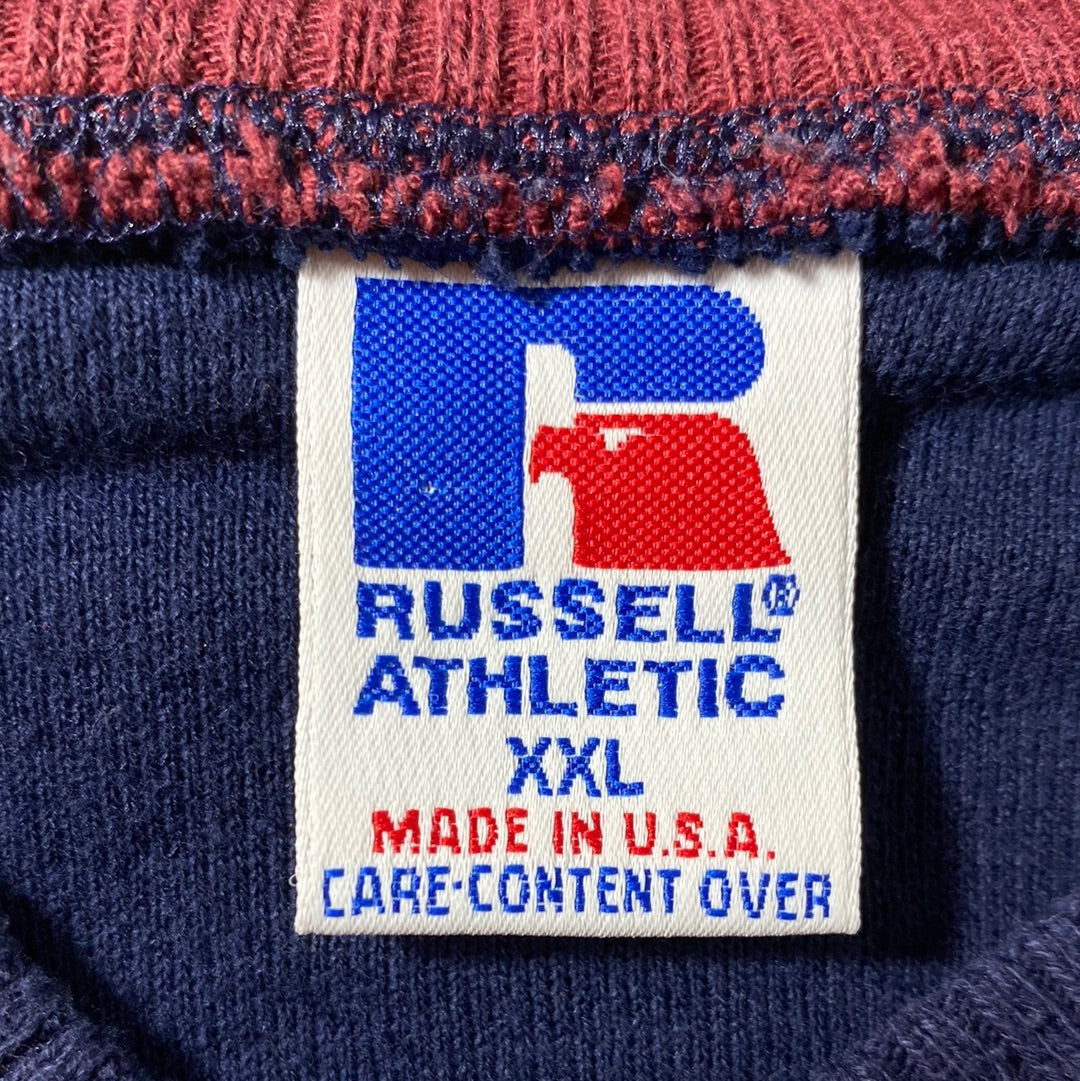 RUSSELL®
ATHLETIC
XXL
MADE IN U.S.A.
CARE·CONTENT OVER